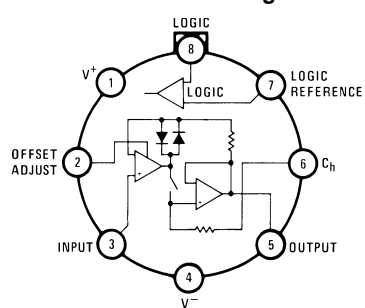 LOGIC
8
V+
1
LOGIC
7
LOGIC
REFERENCE
OFFSET
ADJUST
2
6
Ch
INPUT
3
5
OUTPUT
4
V−